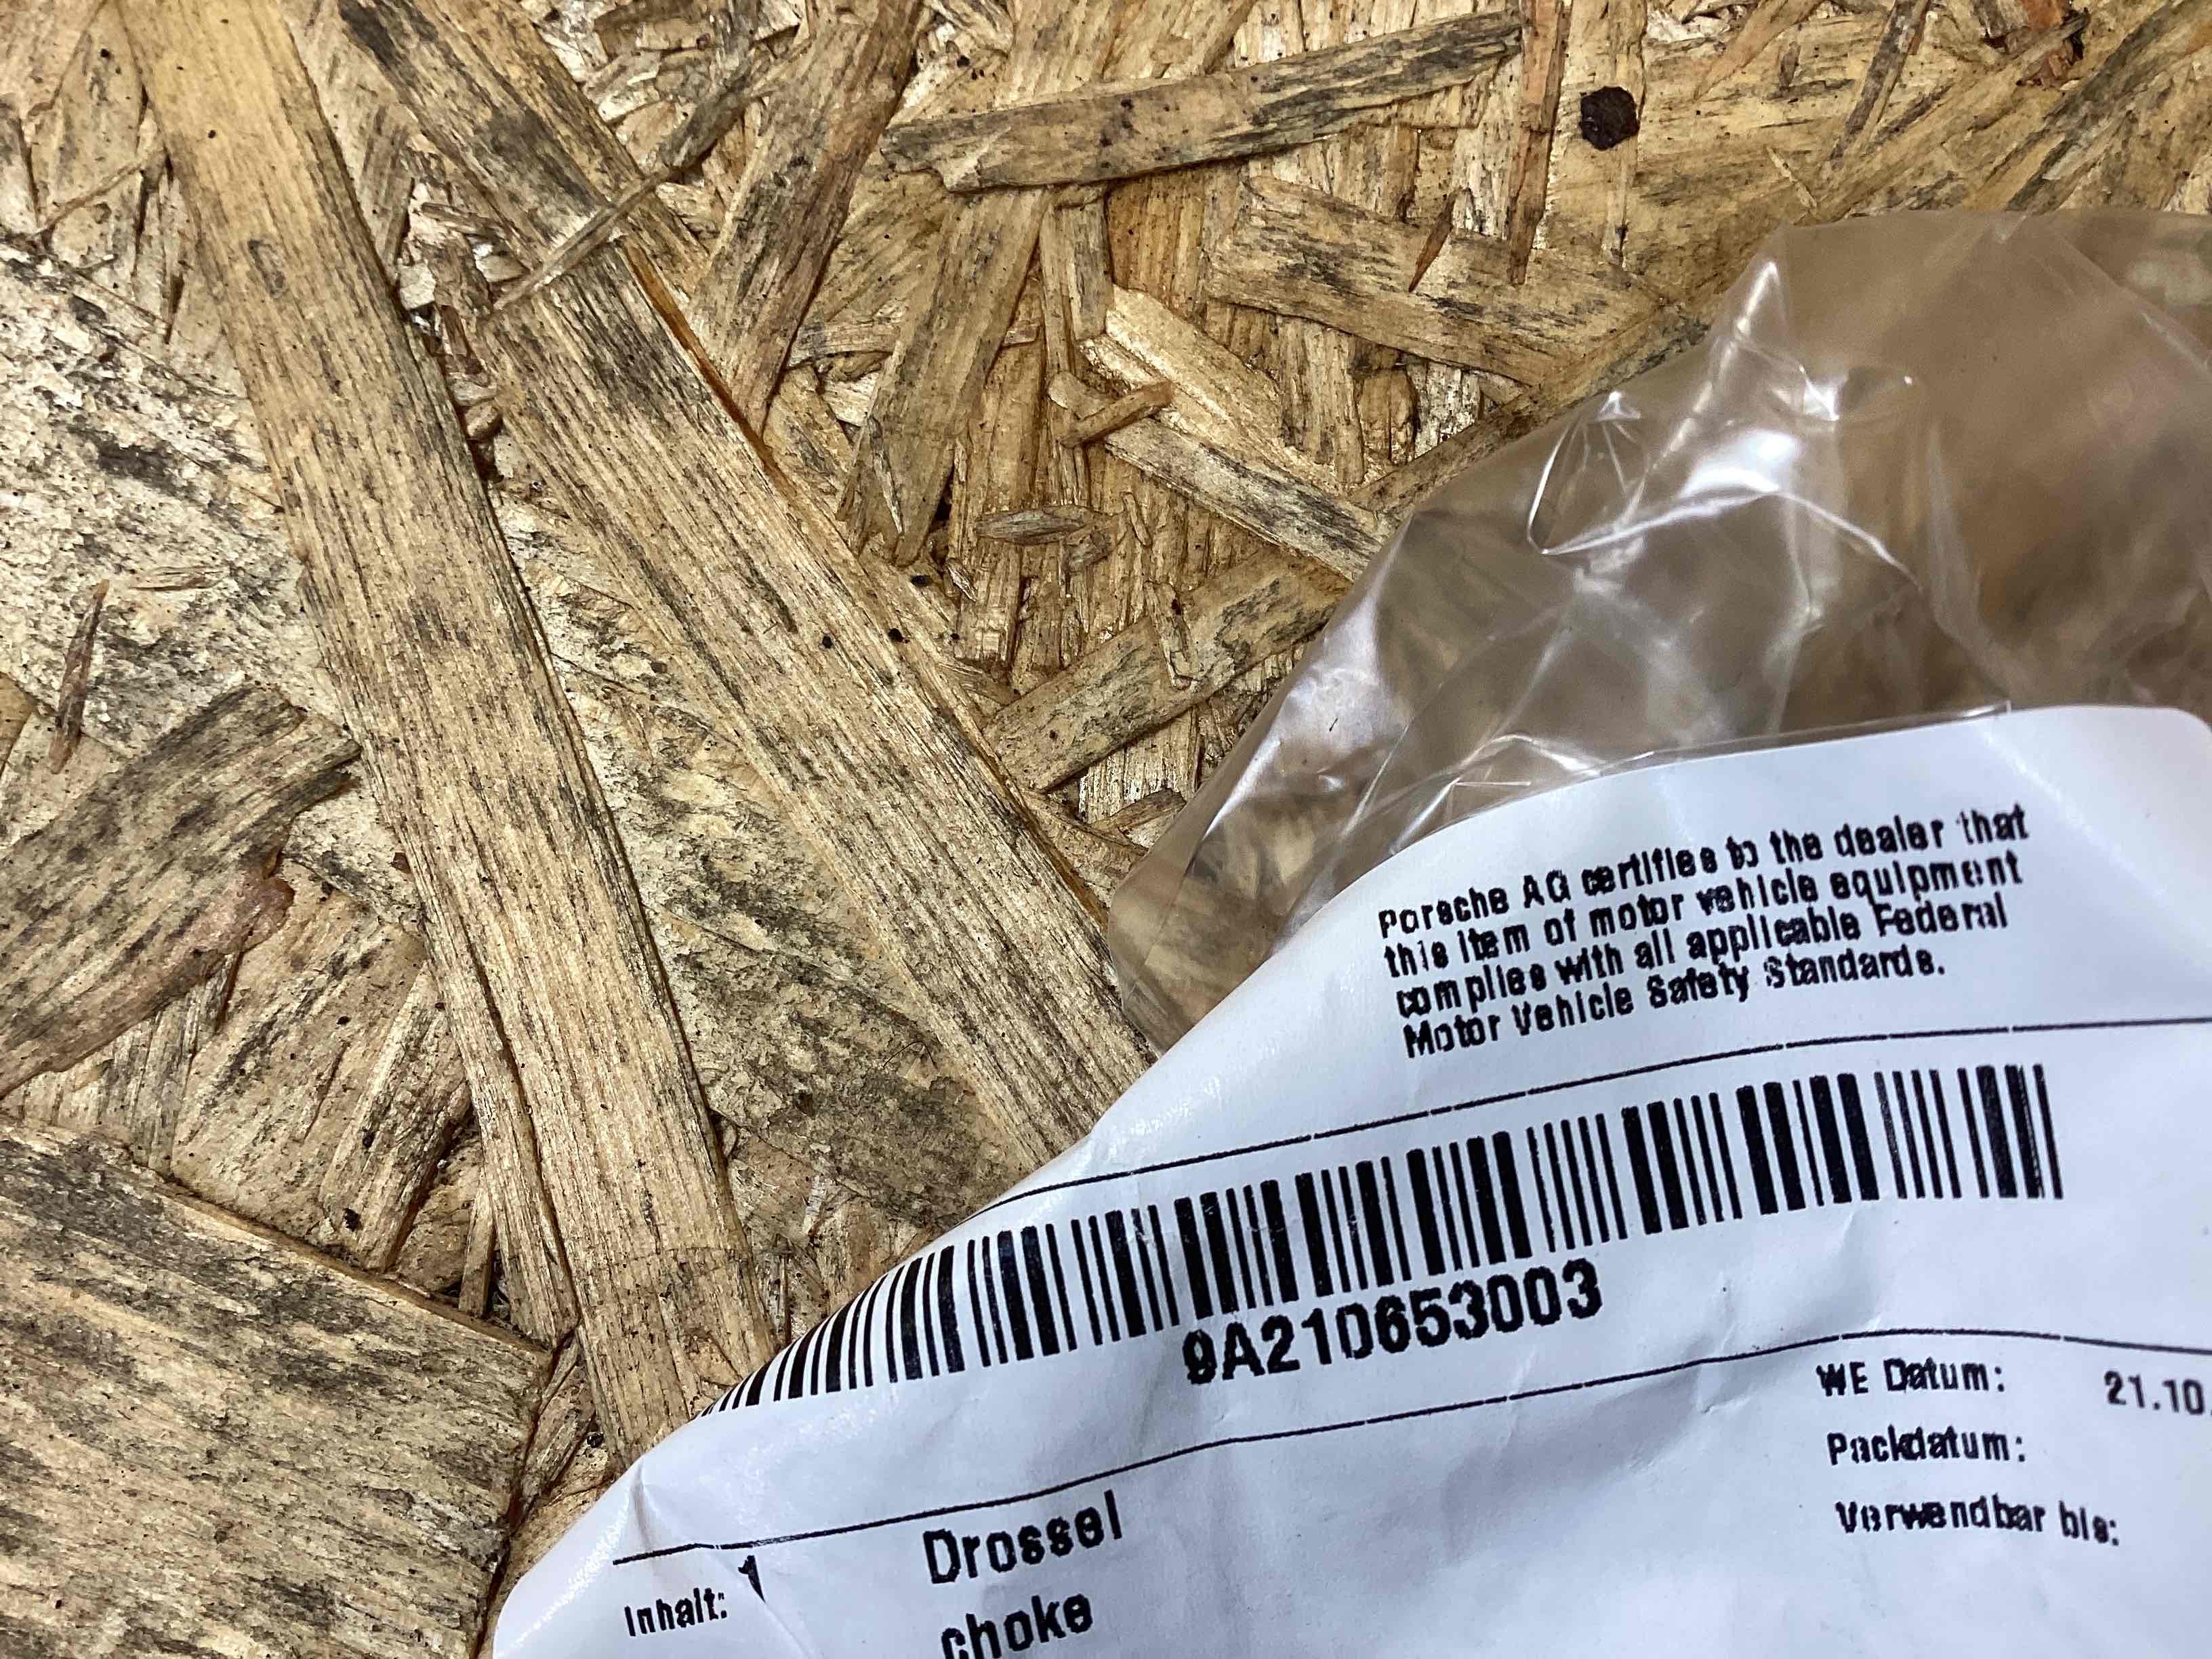 Porsche AG certifies to the dealer that
this item of motor vehicle equipment
complies with all applicable Federal
Motor Vehicle Safety Standards.
9A210653003
WE Datum: 21.10.
Packdatum:
Verwendbar bis:
Inhalt: 1 Drossel
choke